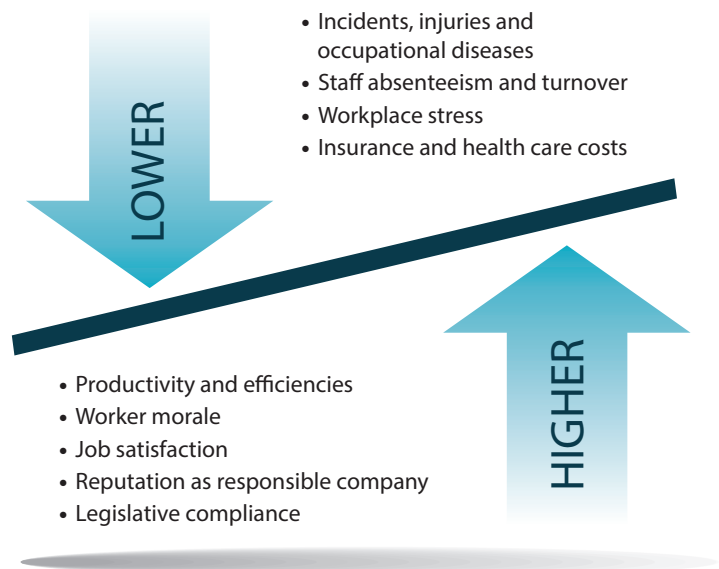 LOWER
• Incidents, injuries and
occupational diseases
• Staff absenteeism and turnover
• Workplace stress
• Insurance and health care costs
• Productivity and efficiencies
• Worker morale
• Job satisfaction
• Reputation as responsible company
• Legislative compliance
HIGHER